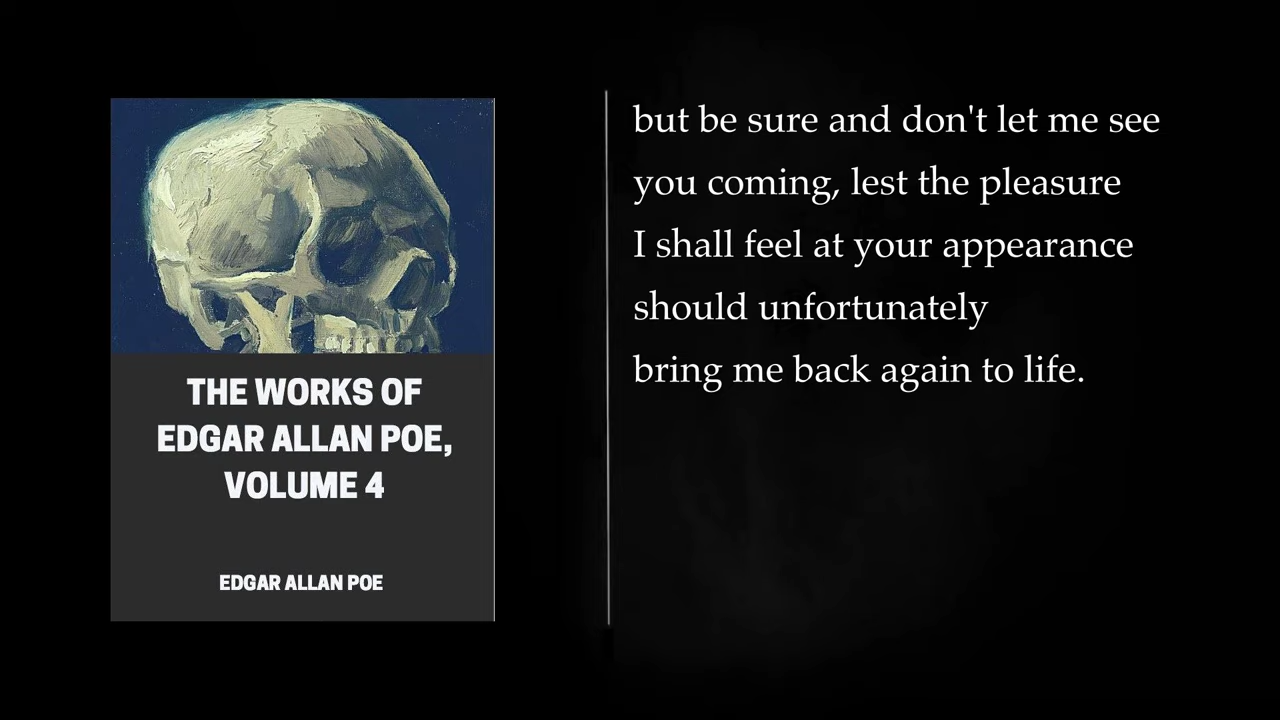 THE WORKS OF
EDGAR ALLAN POE,
VOLUME 4
EDGAR ALLAN POE
but be sure and don't let me see
you coming, lest the pleasure
I shall feel at your appearance
should unfortunately
bring me back again to life.